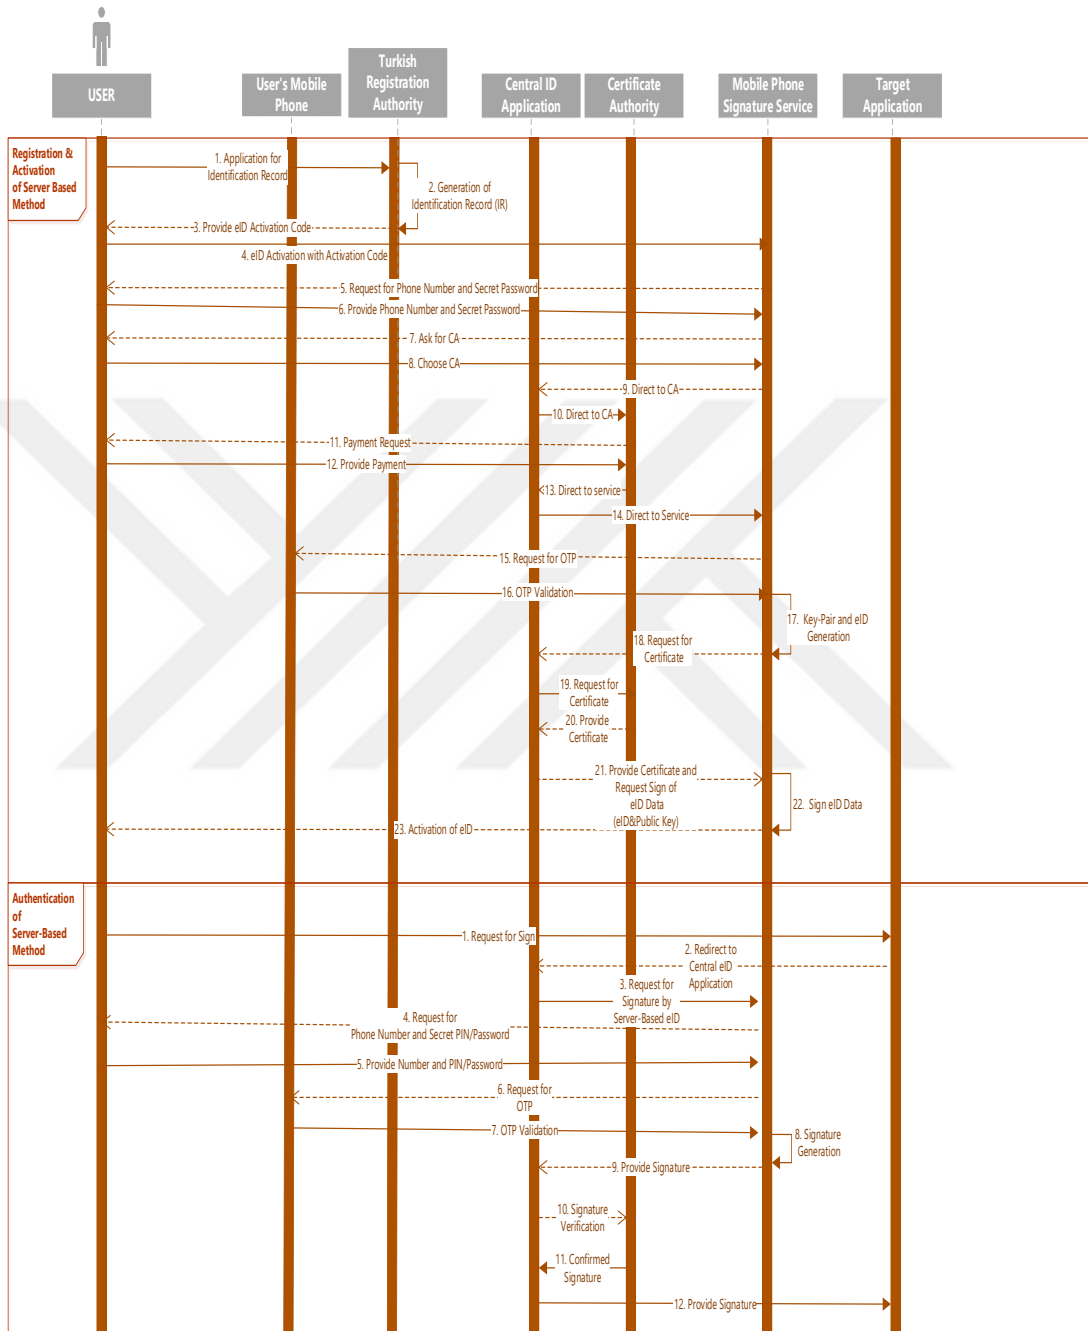 USER
User's Mobile
Phone
Turkish
Registration
Authority
Central ID
Application
Certificate
Authority
Mobile Phone
Signature Service
Target
Application
Registration &
Activation
of Server Based
Method
1. Application for
Identification Record
2. Generation of
Identification Record (IR)
3. Provide eID Activation Code
4. eID Activation with Activation Code
5. Request for Phone Number and Secret Password
6. Provide Phone Number and Secret Password
7. Ask for CA
8. Choose CA
9. Direct to CA
10. Direct to CA
11. Payment Request
12. Provide Payment
13. Direct to service
14. Direct to Service
15. Request for OTP
16. OTP Validation
17. Key-Pair and eID
Generation
18. Request for
Certificate
19. Request for
Certificate
20. Provide
Certificate
21. Provide Certificate and
Request Sign of
eID Data
(eID&Public Key)
22. Sign eID Data
23. Activation of eID
Authentication
of
Server-Based
Method
1. Request for Sign
2. Redirect to
Central eID
Application
3. Request for
Signature by
Server-Based eID
4. Request for
Phone Number and Secret PIN/Password
5. Provide Number and PIN/Password
6. Request for
OTP
7. OTP Validation
8. Signature
Generation
9. Provide Signature
10. Signature
Verification
11. Confirmed
Signature
12. Provide Signature